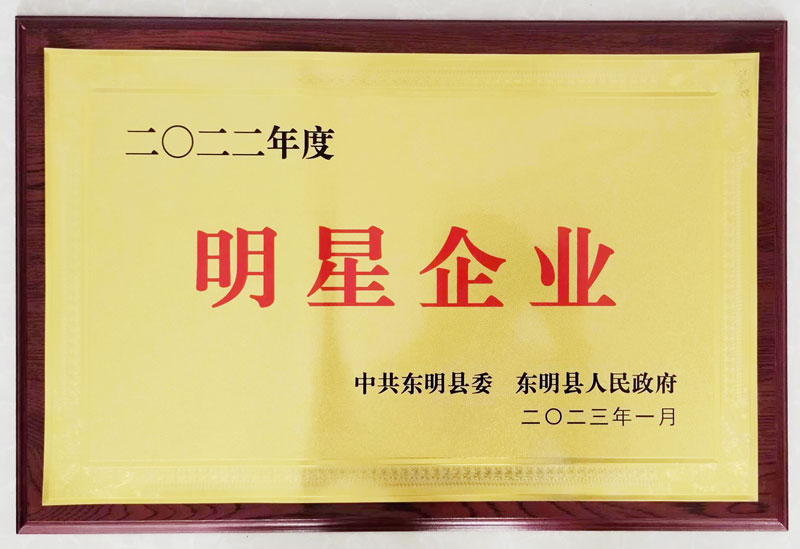 二〇二二年度
明星企业
中共东明县委 东明县人民政府
二〇二三年一月